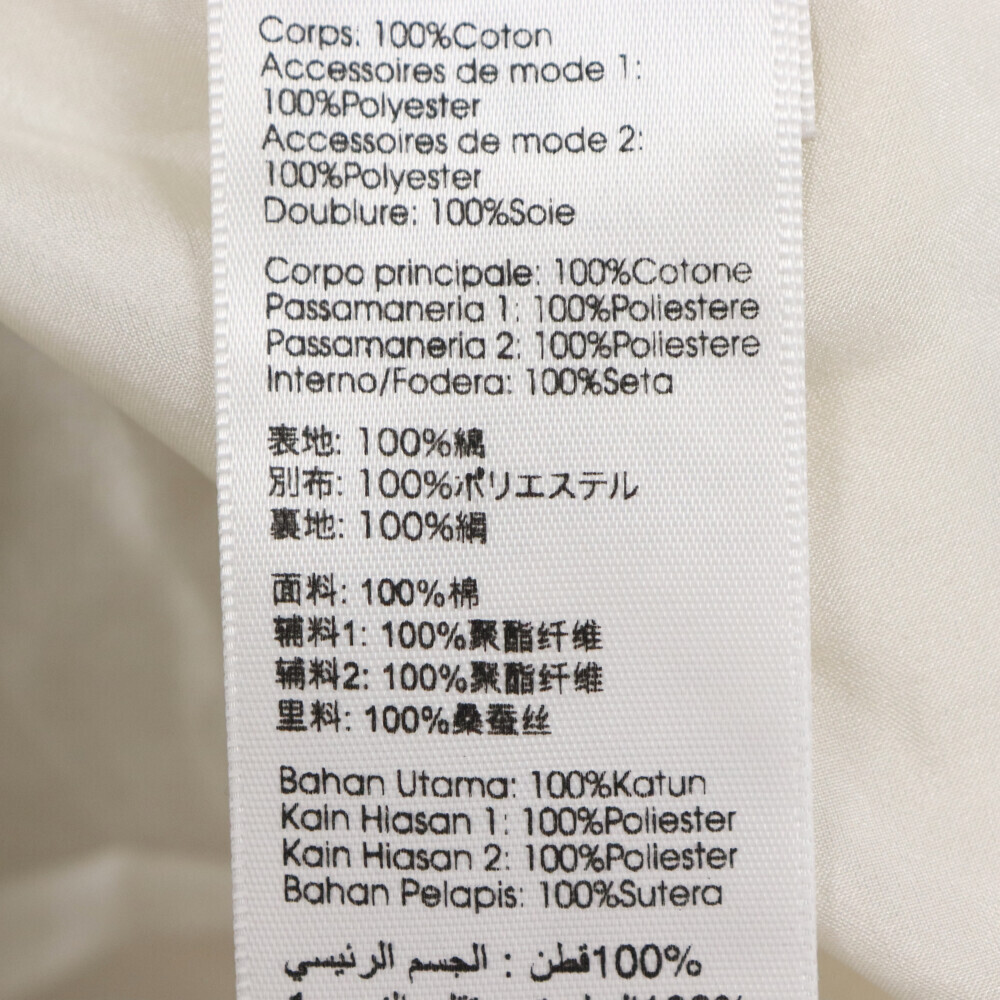 Corps: 100%Coton
Accessoires de mode 1:
100%Polyester
Accessoires de mode 2:
100%Polyester
Doublure: 100%Soie
Corpo principale: 100%Cotone
Passamaneria 1: 100%Poliestere
Passamaneria 2: 100%Poliestere
Interno/Fodera: 100%Seta
表地: 100%綿
別布: 100%ポリエステル
裏地: 100%絹
面料: 100%棉
辅料1: 100%聚酯纤维
辅料2: 100%聚酯纤维
里料: 100%桑蚕丝
Bahan Utama: 100%Katun
Kain Hiasan 1: 100%Poliester
Kain Hiasan 2: 100%Poliester
Bahan Pelapis: 100%Sutera
الجسم الرئيسي : قطن100%